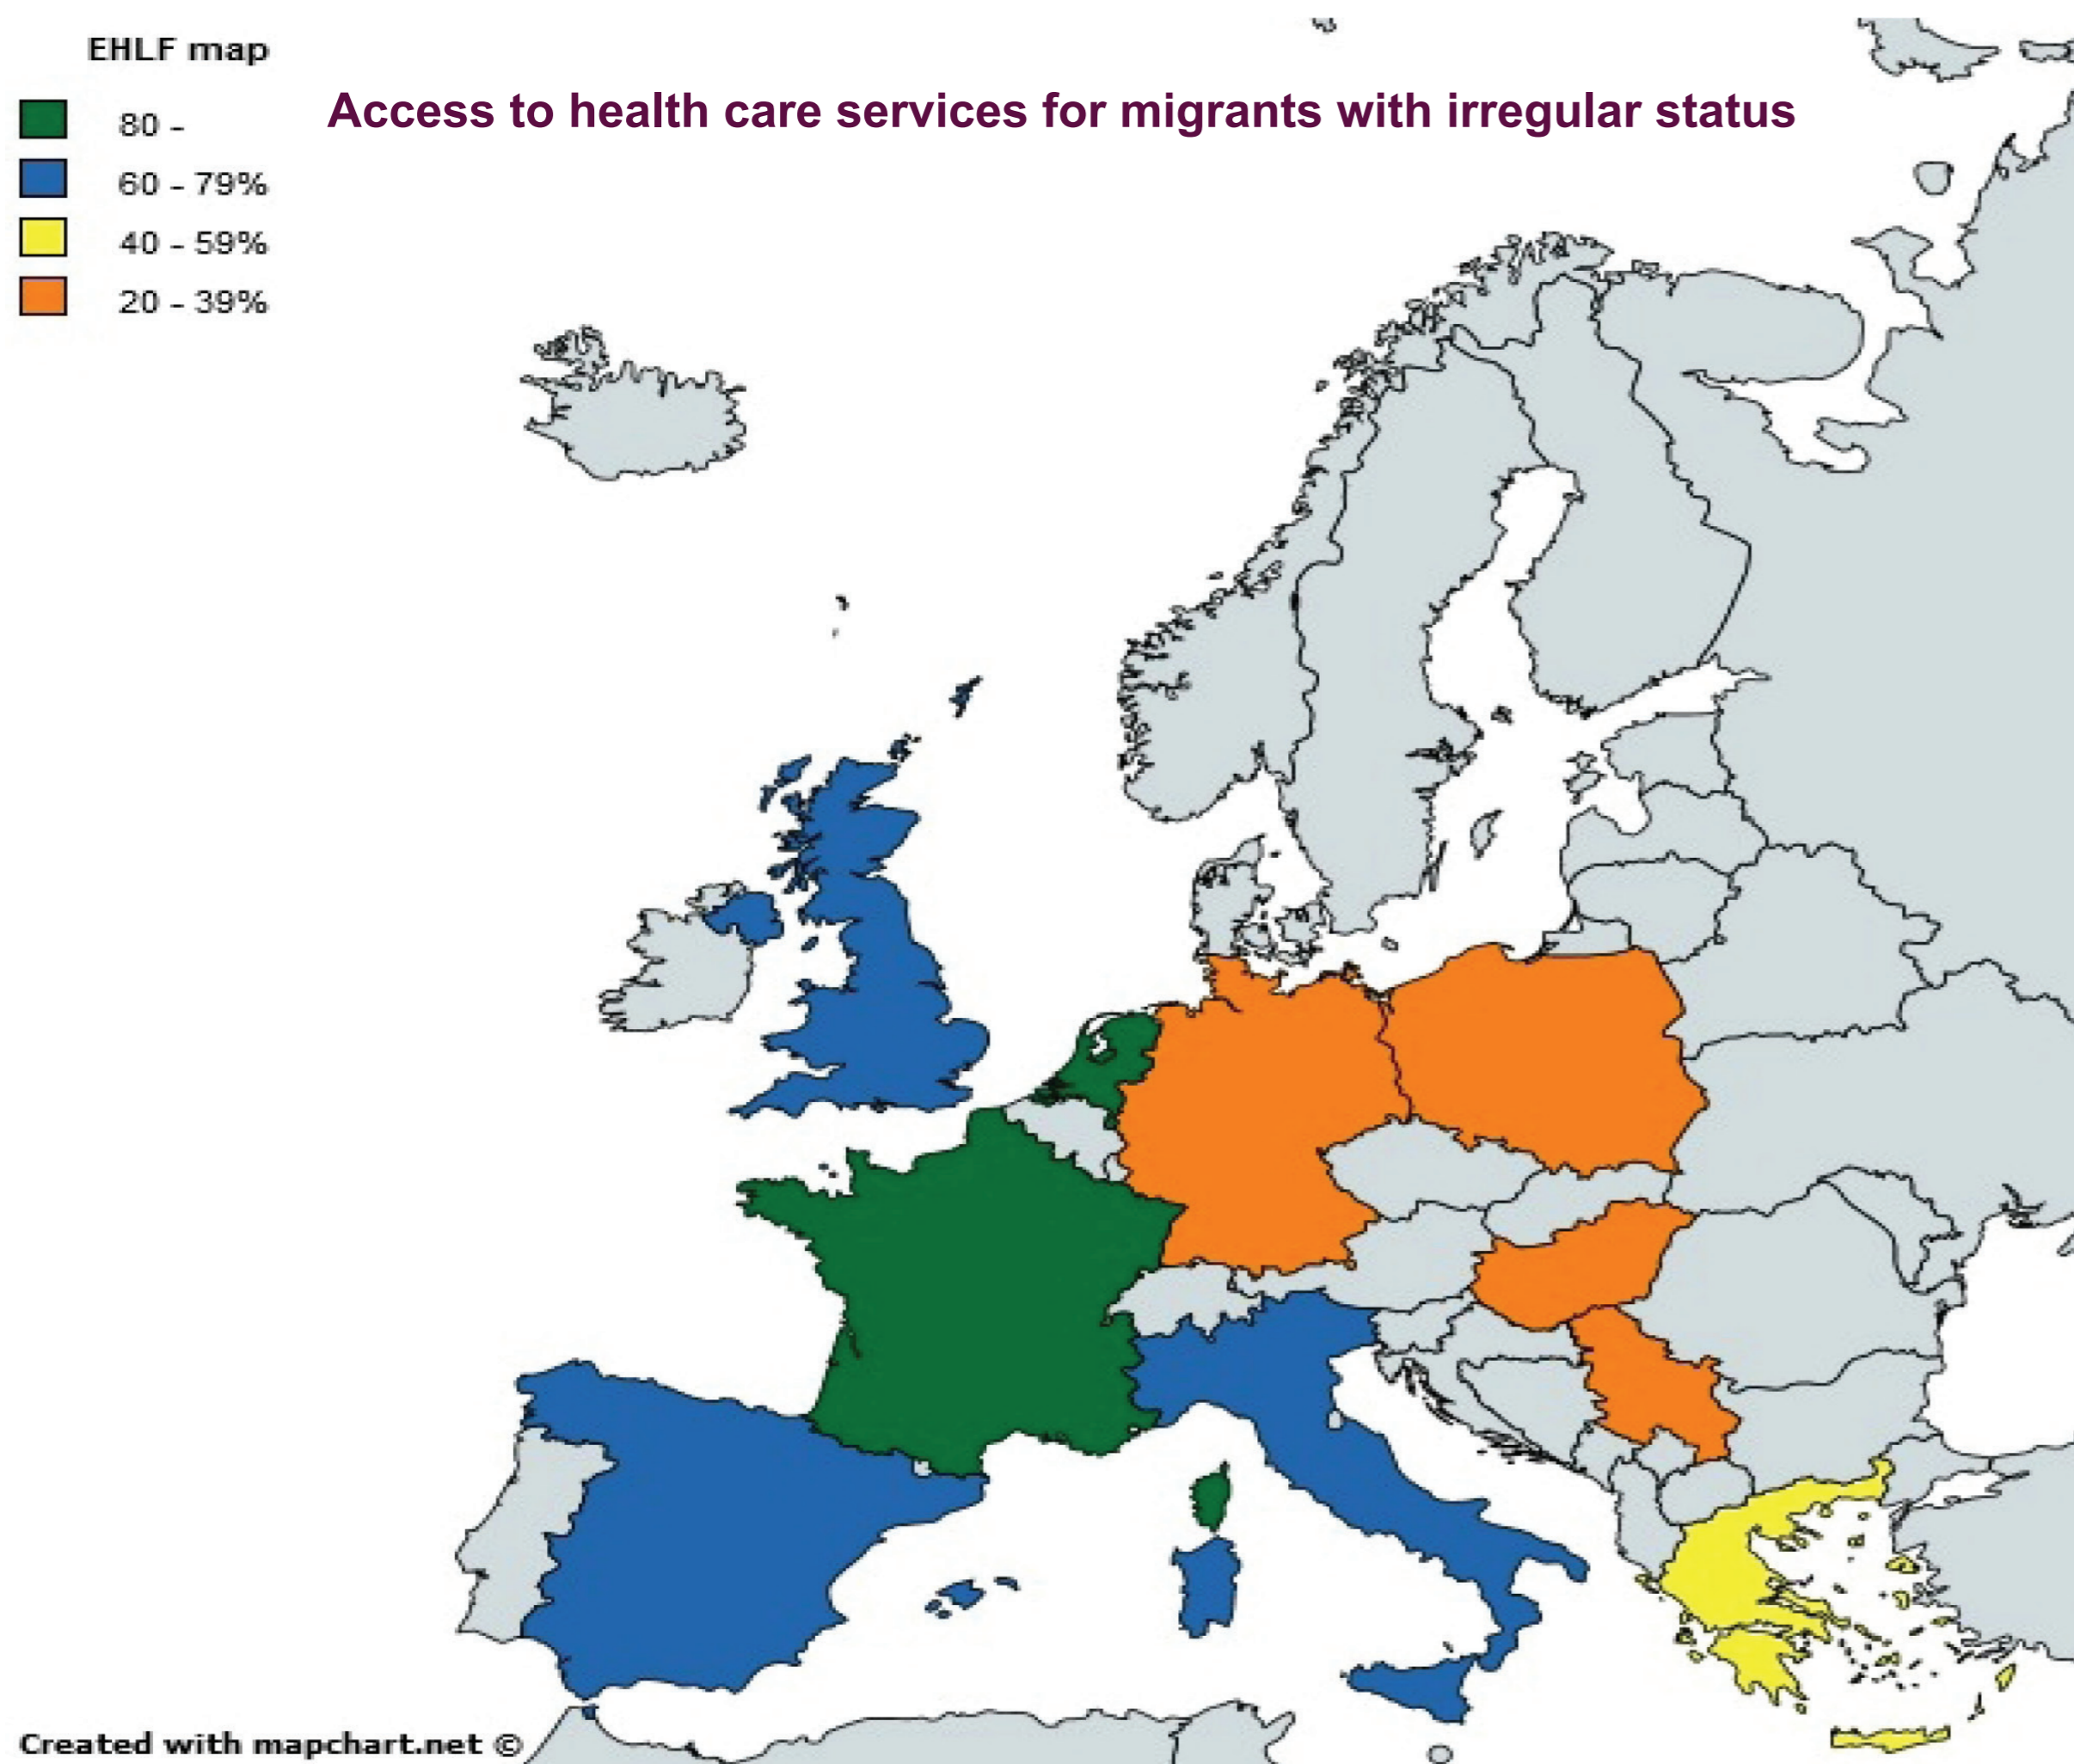 EHLF map
Access to health care services for migrants with irregular status
80 -
60 - 79%
40 - 59%
20 - 39%
Created with mapchart.net ©